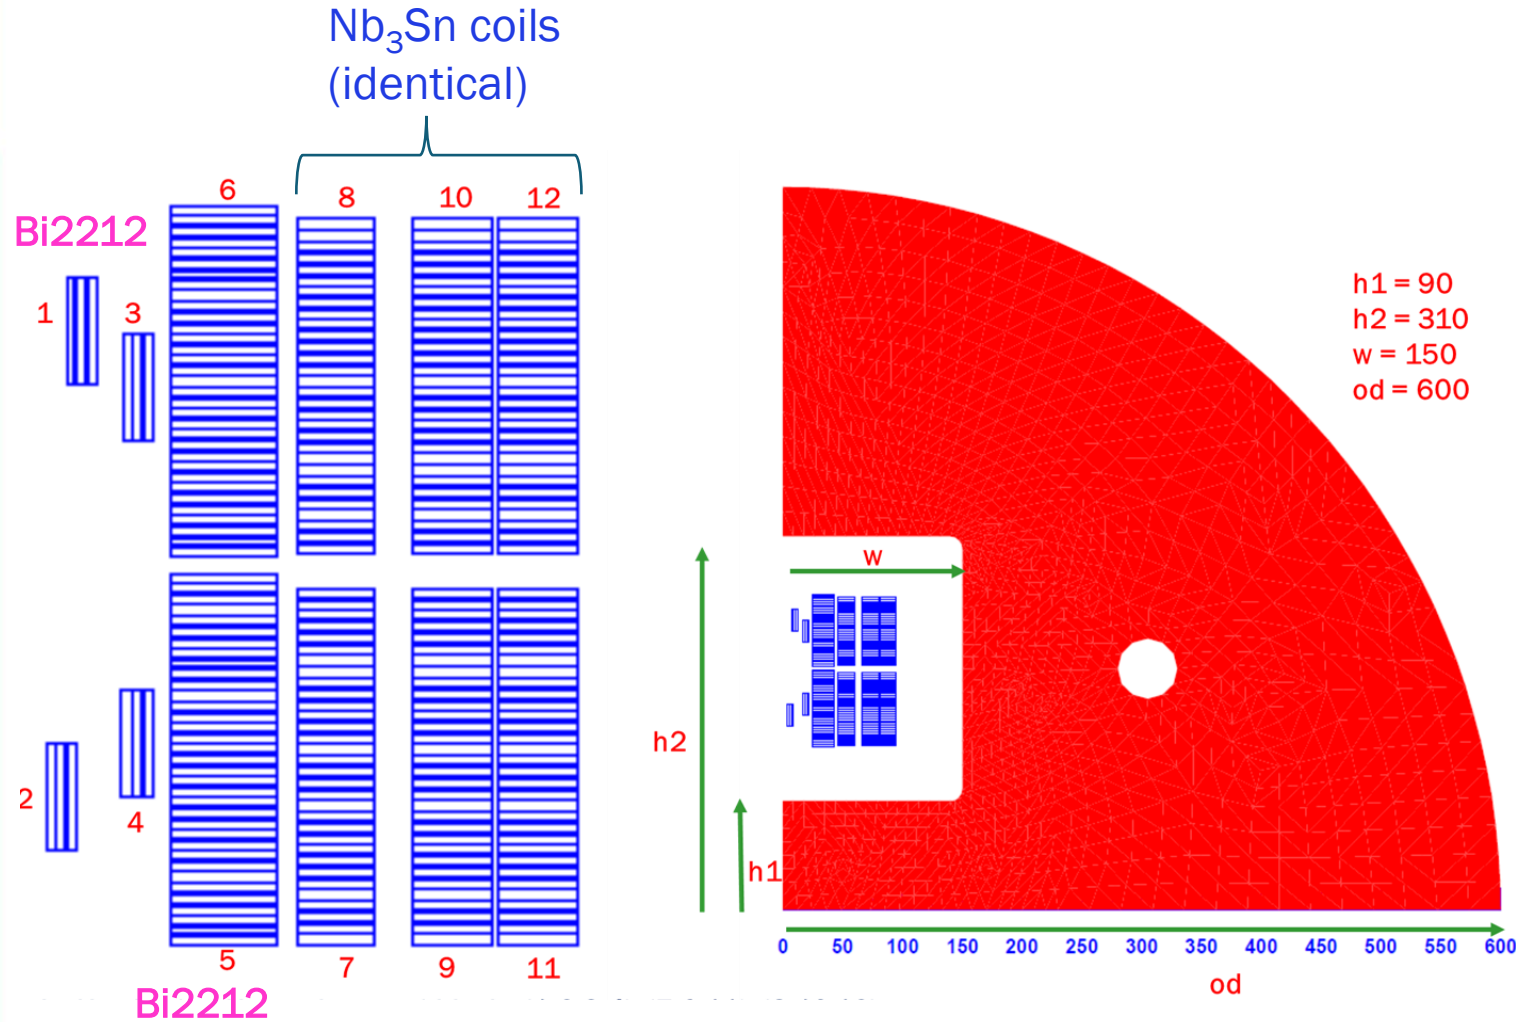 Nb₃Sn coils
(identical)
6
8
10
12
Bi2212
1
3
2
4
5
7
9
11
Bi2212
h1 = 90
h2 = 310
w = 150
od = 600
w
h2
h1
0 50 100 150 200 250 300 350 400 450 500 550 600
od